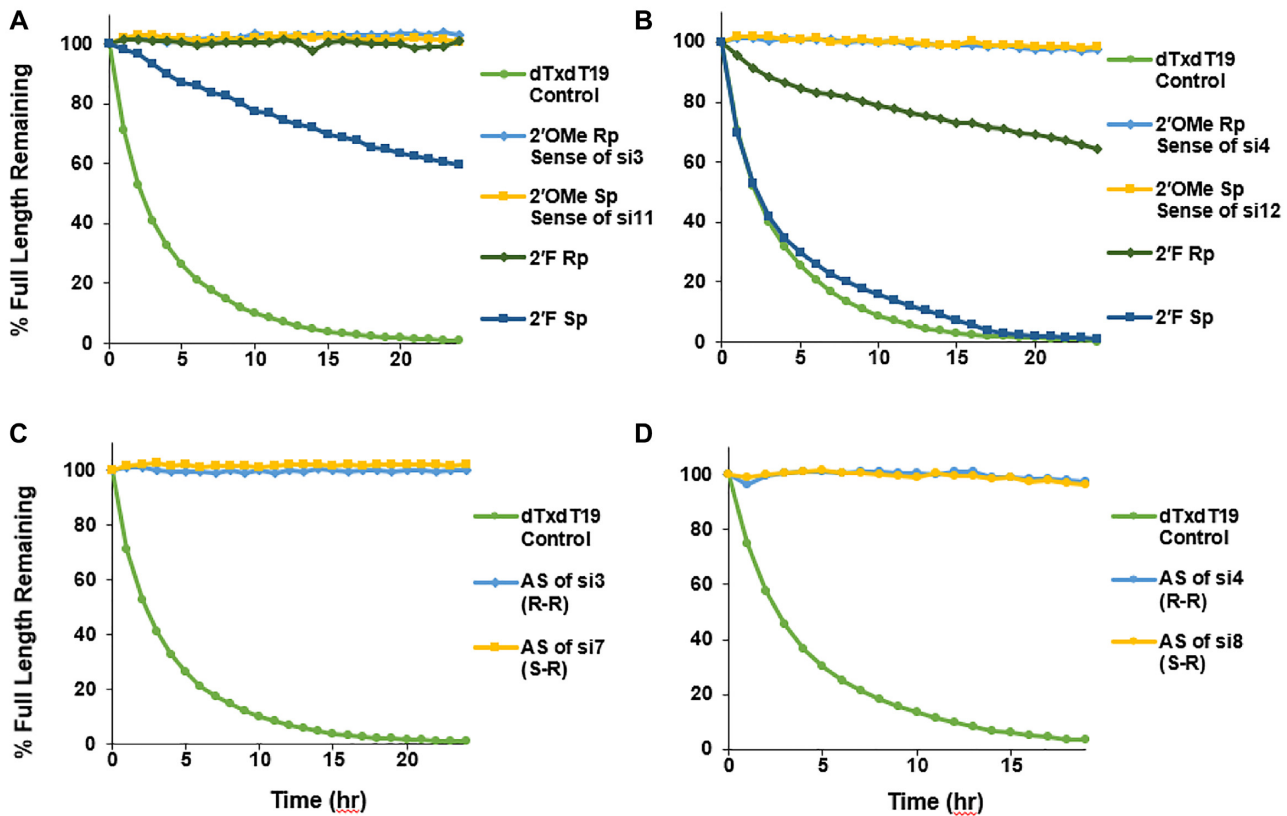 A
% Full Length Remaining
100
80
60
40
20
0
0 5 10 15 20
dTxdT19
Control
2'OMe Rp
Sense of si3
2'OMe Sp
Sense of si11
2'F Rp
2'F Sp
B
100
80
60
40
20
0
0 5 10 15 20
dTxdT19
Control
2'OMe Rp
Sense of si4
2'OMe Sp
Sense of si12
2'F Rp
2'F Sp
C
% Full Length Remaining
100
80
60
40
20
0
0 5 10 15 20
Time (hr)
dTxdT19
Control
AS of si3
(R-R)
AS of si7
(S-R)
D
100
80
60
40
20
0
0 5 10 15
Time (hr)
dTxdT19
Control
AS of si4
(R-R)
AS of si8
(S-R)